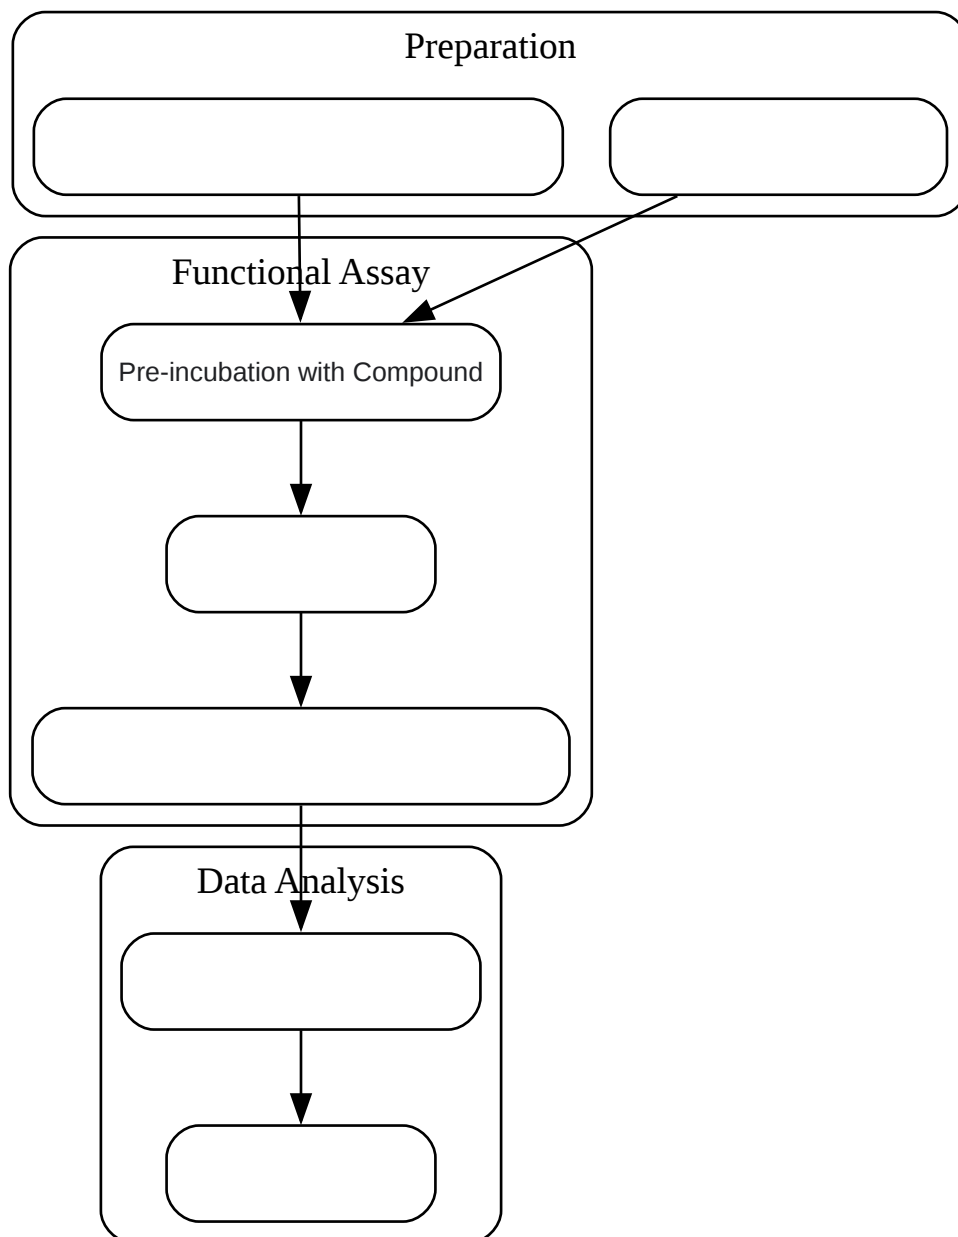 Preparation
Functional Assay
Pre-incubation with Compound
Data Analysis